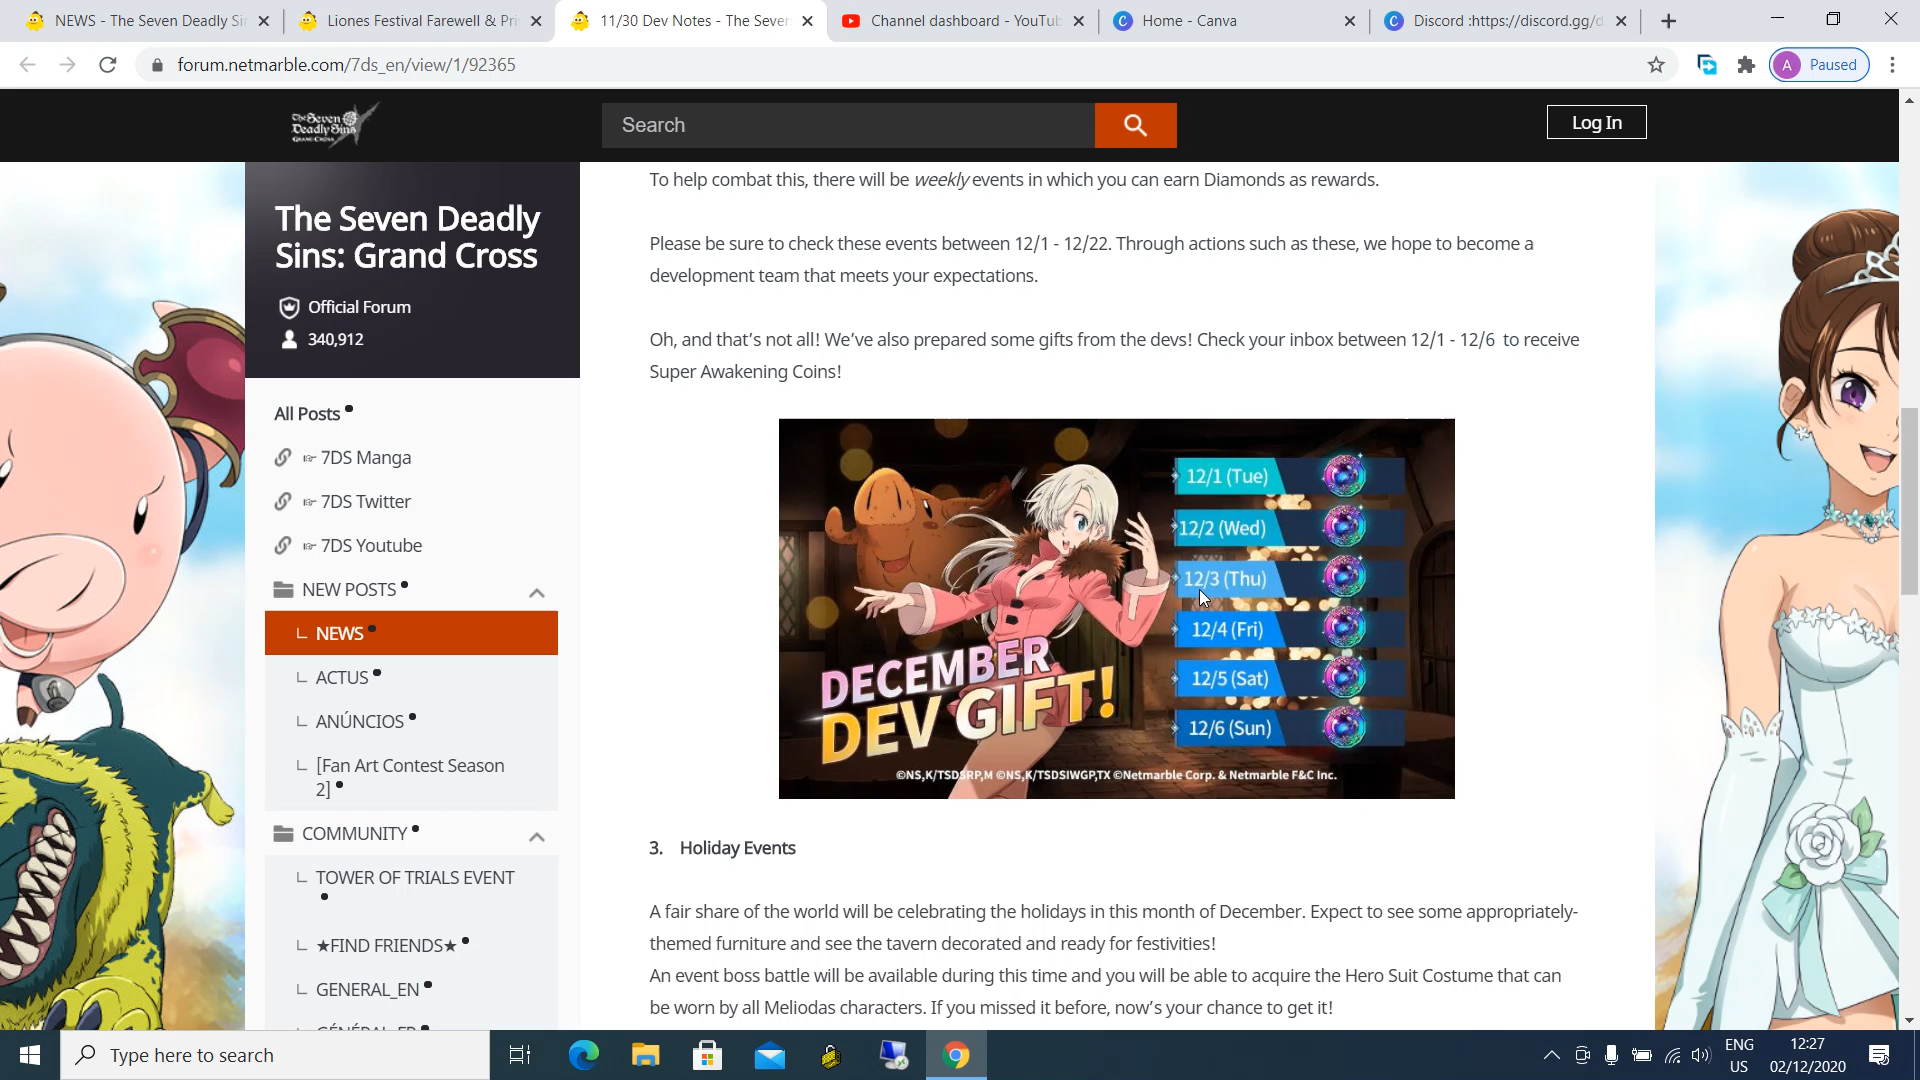 NEWS - The Seven Deadly Si
Liones Festival Farewell & Pri
11/30 Dev Notes - The Seven
Channel dashboard - YouTub
Home - Canva
Discord :https://discord.gg/d
forum.netmarble.com/7ds_en/view/1/92365
A
Paused
The Seven
Deadly Sins
GRAND CROSS
Search
Log In
The Seven Deadly
Sins: Grand Cross
Official Forum
340,912
All Posts
☞ 7DS Manga
☞ 7DS Twitter
☞ 7DS Youtube
NEW POSTS
NEWS
ACTUS
ANÚNCIOS
[Fan Art Contest Season
2]
COMMUNITY
TOWER OF TRIALS EVENT
★FIND FRIENDS★
GENERAL_EN
GÉNÉRAL_FR
To help combat this, there will be weekly events in which you can earn Diamonds as rewards.
Please be sure to check these events between 12/1 - 12/22. Through actions such as these, we hope to become a
development team that meets your expectations.
Oh, and that's not all! We've also prepared some gifts from the devs! Check your inbox between 12/1 - 12/6 to receive
Super Awakening Coins!
12/1 (Tue)
12/2 (Wed)
12/3 (Thu)
12/4 (Fri)
12/5 (Sat)
12/6 (Sun)
DECEMBER
DEV GIFT!
©NS,K/TSDSRP,M ©NS,K/TSDSIWGP,TX ©Netmarble Corp. & Netmarble F&C Inc.
3. Holiday Events
A fair share of the world will be celebrating the holidays in this month of December. Expect to see some appropriately-
themed furniture and see the tavern decorated and ready for festivities!
An event boss battle will be available during this time and you will be able to acquire the Hero Suit Costume that can
be worn by all Meliodas characters. If you missed it before, now's your chance to get it!
Type here to search
ENG
US
12:27
02/12/2020